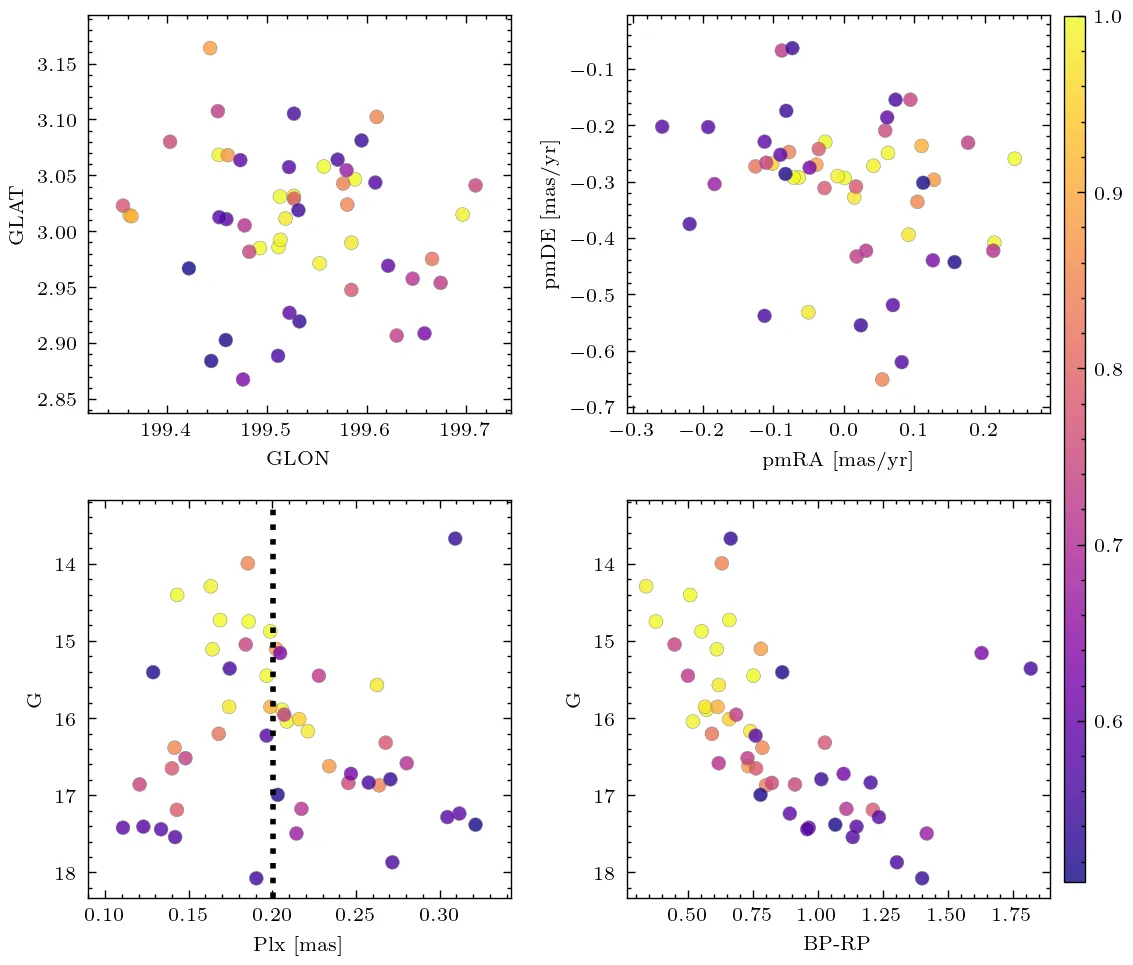 3.15
3.10
3.05
3.00
2.95
2.90
2.85
GLAT
199.4 199.5 199.6 199.7
GLON
−0.1
−0.2
−0.3
−0.4
−0.5
−0.6
−0.7
pmDE [mas/yr]
−0.3 −0.2 −0.1 0.0 0.1 0.2
pmRA [mas/yr]
1.0
0.9
0.8
0.7
0.6
14
15
16
17
18
G
0.10 0.15 0.20 0.25 0.30
Plx [mas]
14
15
16
17
18
G
0.50 0.75 1.00 1.25 1.50 1.75
BP-RP